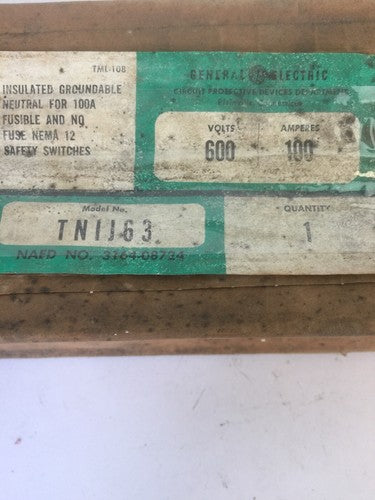 TML-108
INSULATED GROUNDABLE
NEUTRAL FOR 100A
FUSIBLE AND NO
FUSE NEMA 12
SAFETY SWITCHES
GENERAL ELECTRIC
CIRCUIT PROTECTIVE DEVICES DEPARTMENT
VOLTS
600
AMPERES
100
Model No.
TNIJ63
NAED NO. 3164-08734
QUANTITY
1